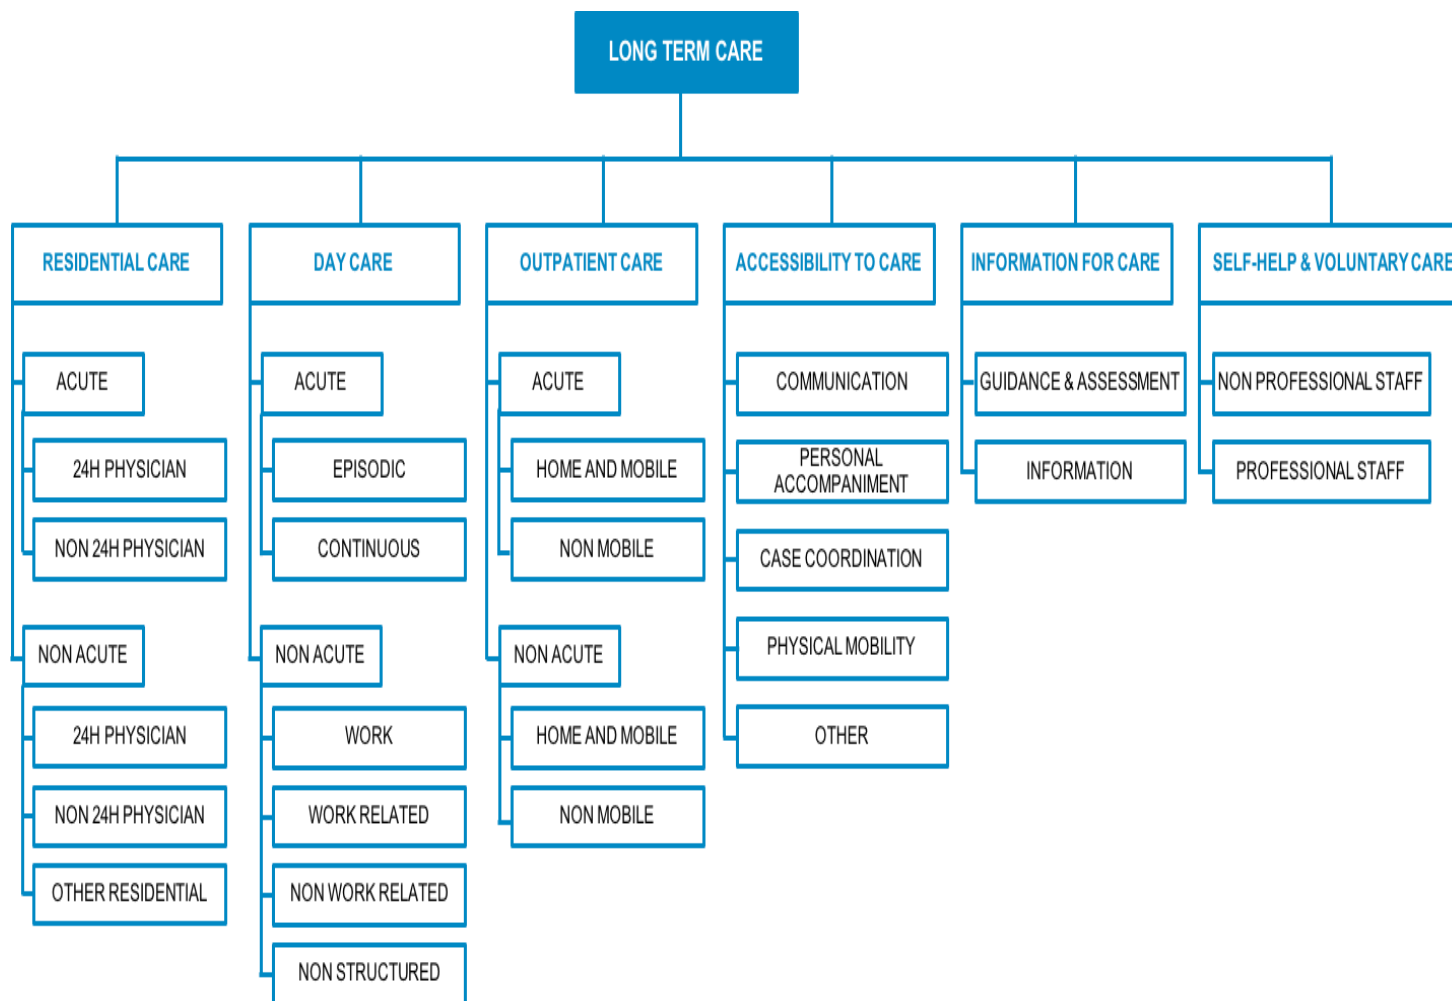 LONG TERM CARE
RESIDENTIAL CARE
ACUTE
24H PHYSICIAN
NON 24H PHYSICIAN
NON ACUTE
24H PHYSICIAN
NON 24H PHYSICIAN
OTHER RESIDENTIAL
DAY CARE
ACUTE
EPISODIC
CONTINUOUS
NON ACUTE
WORK
WORK RELATED
NON WORK RELATED
NON STRUCTURED
OUTPATIENT CARE
ACUTE
HOME AND MOBILE
NON MOBILE
NON ACUTE
HOME AND MOBILE
NON MOBILE
ACCESSIBILITY TO CARE
COMMUNICATION
PERSONAL
ACCOMPANIMENT
CASE COORDINATION
PHYSICAL MOBILITY
OTHER
INFORMATION FOR CARE
GUIDANCE & ASSESSMENT
INFORMATION
SELF-HELP & VOLUNTARY CARE
NON PROFESSIONAL STAFF
PROFESSIONAL STAFF